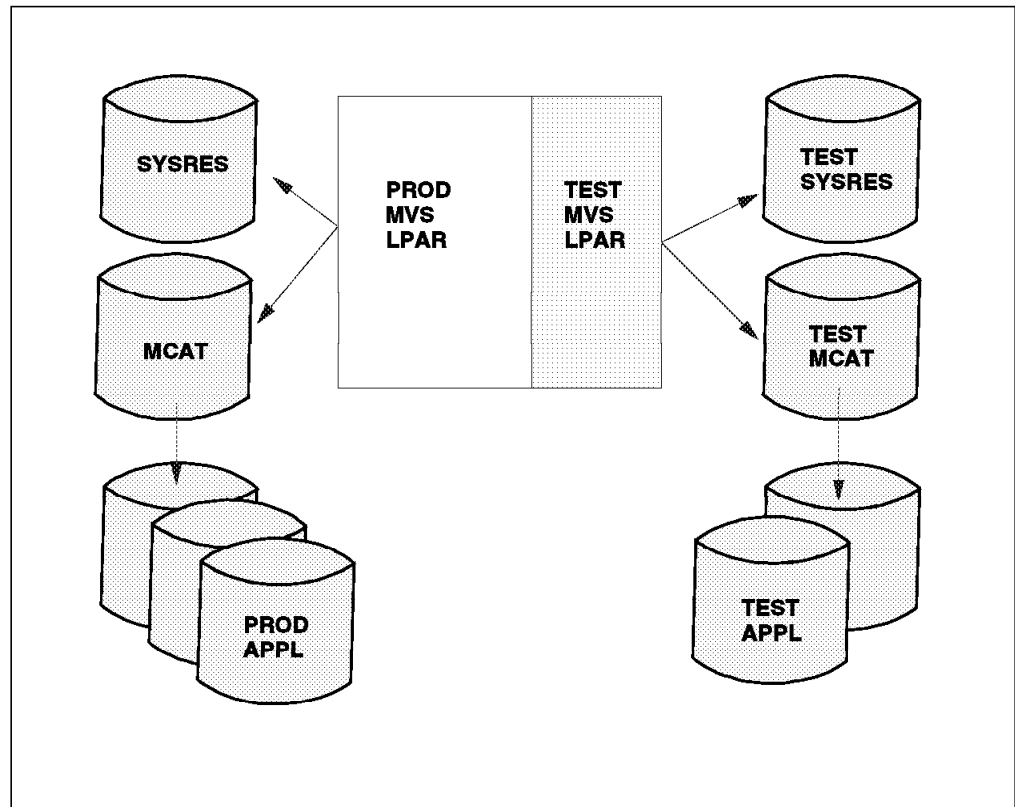 SYSRES
PROD
MVS
LPAR
TEST
MVS
LPAR
TEST
SYSRES
MCAT
TEST
MCAT
PROD
APPL
TEST
APPL